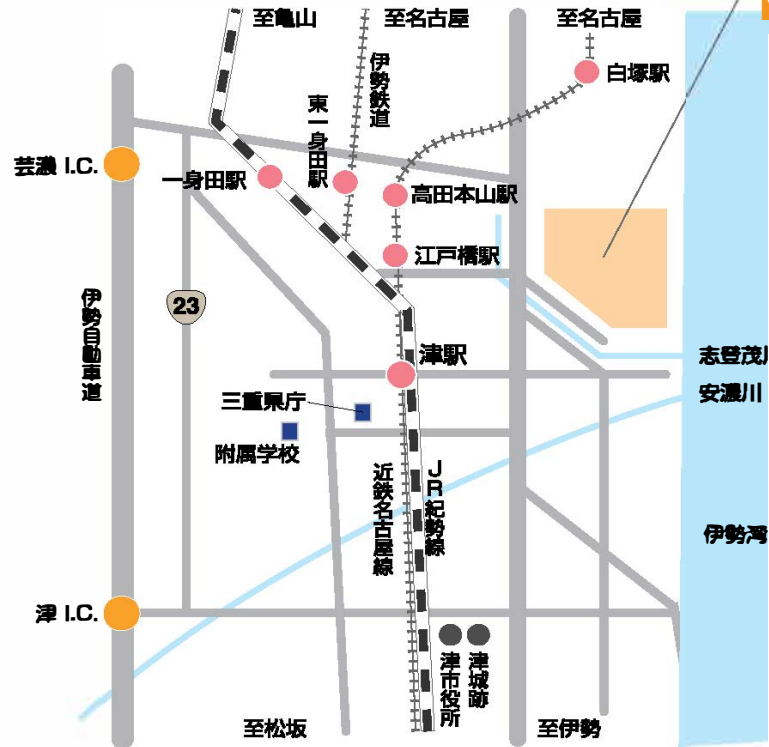 至亀山
至名古屋
至名古屋
伊勢鉄道
白塚駅
東一身田駅
芸濃 I.C.
一身田駅
高田本山駅
江戸橋駅
伊勢自動車道
23
津駅
志登茂川
三重県庁
安濃川
附属学校
近鉄名古屋線
JR紀勢線
伊勢湾
津 I.C.
津市役所
津城跡
至松坂
至伊勢